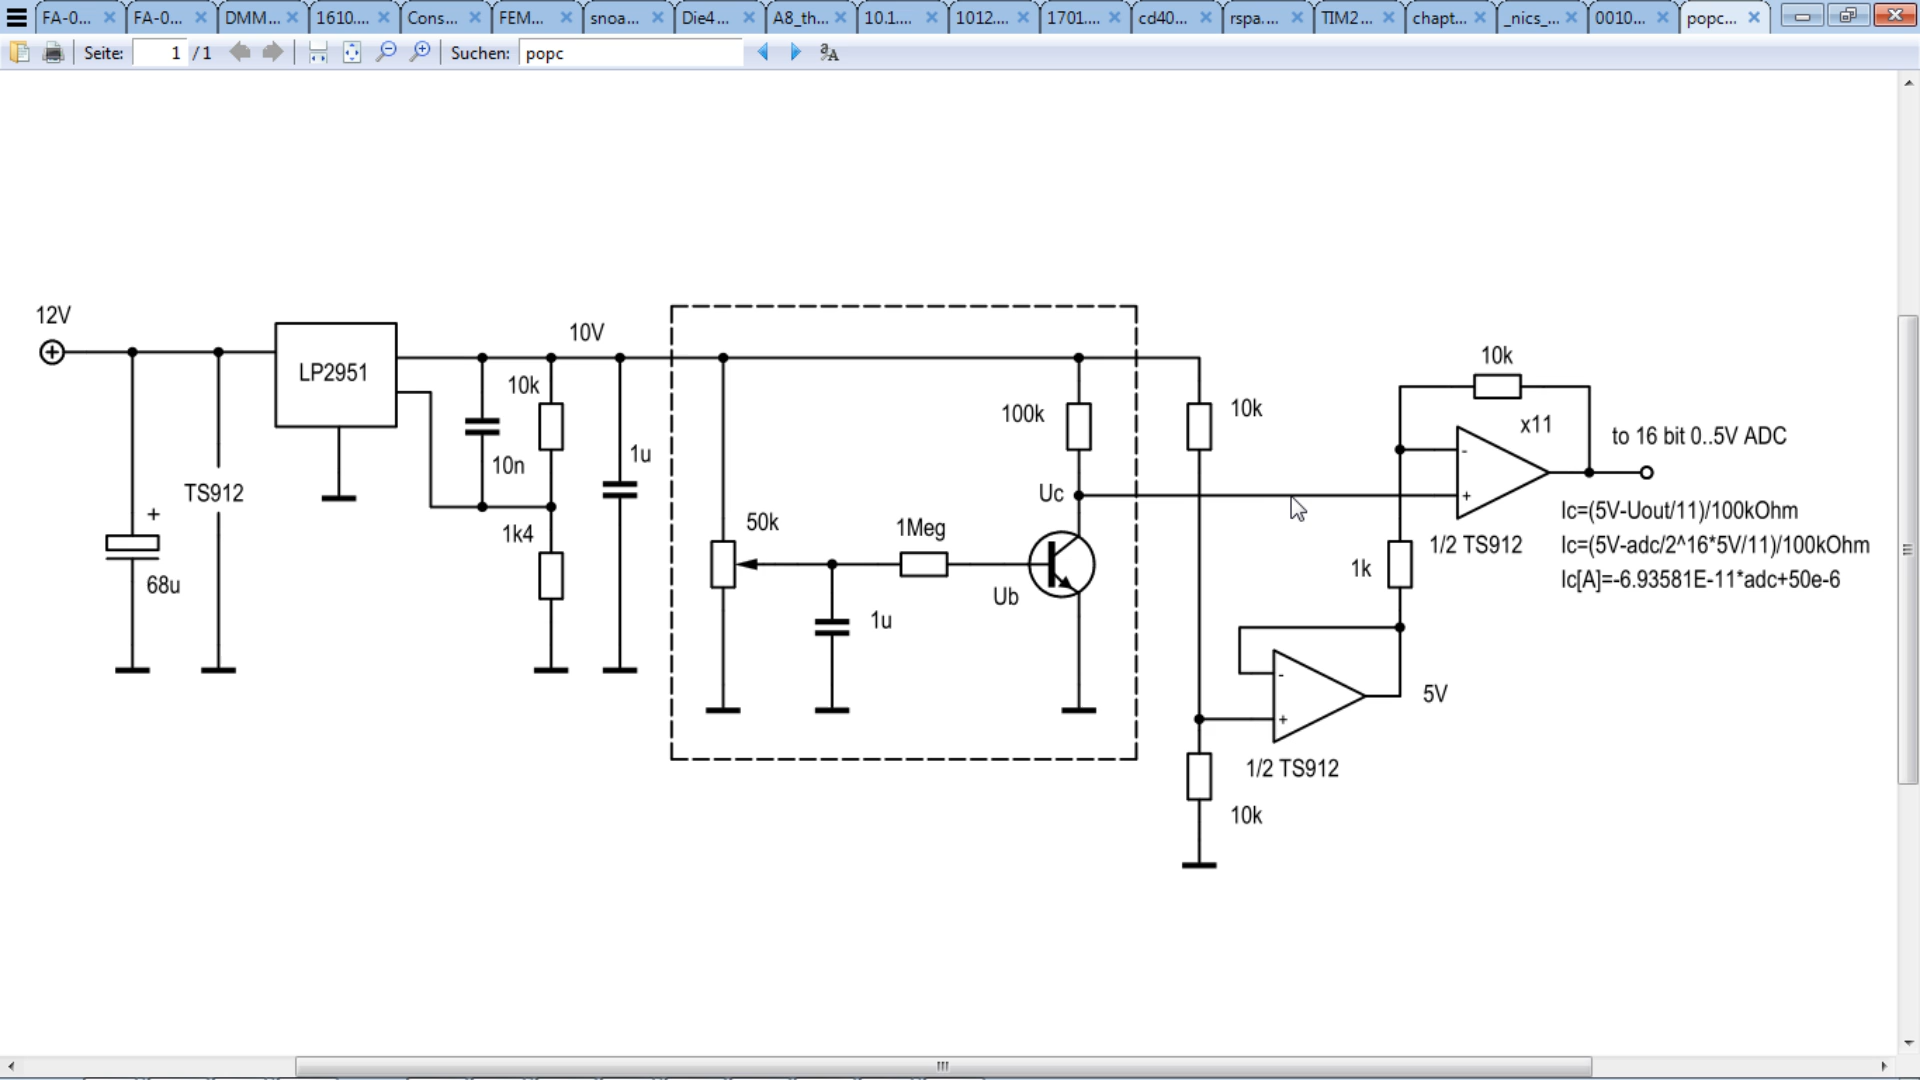 FA-0... FA-0... DMM... 1610.... Cons... FEM... snoa... Die4... A8_th... 10.1.... 1012.... 1701.... cd40... rspa.... TIM2... chapt... _nics_... 0010... popc...
Seite: 1 / 1 Suchen: popc
12V
LP2951
10V
10k
10n
1k4
1u
+
68u
TS912
50k
1Meg
1u
100k
Uc
Ub
10k
10k
10k
x11
to 16 bit 0..5V ADC
-
+
1/2 TS912
Ic=(5V-Uout/11)/100kOhm
Ic=(5V-adc/2^16*5V/11)/100kOhm
Ic[A]=-6.93581E-11*adc+50e-6
1k
-
+
5V
1/2 TS912